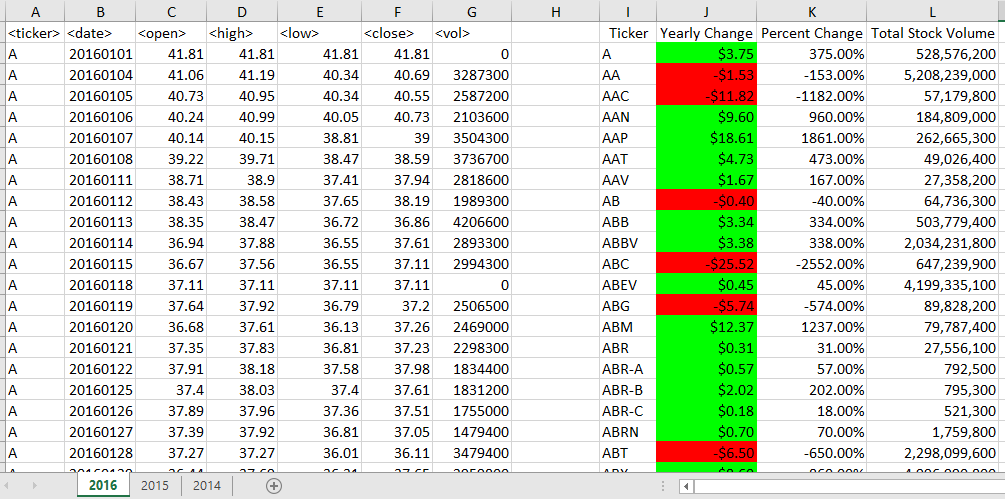 A B C D E F G H I J K L
<ticker> <date> <open> <high> <low> <close> <vol> Ticker Yearly Change Percent Change Total Stock Volume
A 20160101 41.81 41.81 41.81 41.81 0 A $3.75 375.00% 528,576,200
A 20160104 41.06 41.19 40.34 40.69 3287300 AA -$1.53 -153.00% 5,208,239,000
A 20160105 40.73 40.95 40.34 40.55 2587200 AAC -$11.82 -1182.00% 57,179,800
A 20160106 40.24 40.99 40.05 40.73 2103600 AAN $9.60 960.00% 184,809,000
A 20160107 40.14 40.15 38.81 39 3504300 AAP $18.61 1861.00% 262,665,300
A 20160108 39.22 39.71 38.47 38.59 3736700 AAT $4.73 473.00% 49,026,400
A 20160111 38.71 38.9 37.41 37.94 2818600 AAV $1.67 167.00% 27,358,200
A 20160112 38.43 38.58 37.65 38.19 1989300 AB -$0.40 -40.00% 64,736,300
A 20160113 38.35 38.47 36.72 36.86 4206600 ABB $3.34 334.00% 503,779,400
A 20160114 36.94 37.88 36.55 37.61 2893300 ABBV $3.38 338.00% 2,034,231,800
A 20160115 36.67 37.56 36.55 37.11 2994300 ABC -$25.52 -2552.00% 647,239,900
A 20160118 37.11 37.11 37.11 37.11 0 ABEV $0.45 45.00% 4,199,335,100
A 20160119 37.64 37.92 36.79 37.2 2506500 ABG -$5.74 -574.00% 89,828,200
A 20160120 36.68 37.61 36.13 37.26 2469000 ABM $12.37 1237.00% 79,787,400
A 20160121 37.35 37.83 36.81 37.23 2298300 ABR $0.31 31.00% 27,556,100
A 20160122 37.91 38.18 37.58 37.98 1834400 ABR-A $0.57 57.00% 792,500
A 20160125 37.4 38.03 37.4 37.61 1831200 ABR-B $2.02 202.00% 795,300
A 20160126 37.89 37.96 37.36 37.51 1755000 ABR-C $0.18 18.00% 521,300
A 20160127 37.39 37.92 36.81 37.05 1479400 ABRN $0.70 70.00% 1,759,800
A 20160128 37.27 37.27 36.01 36.11 3479400 ABT -$6.50 -650.00% 2,298,099,600
2016 2015 2014